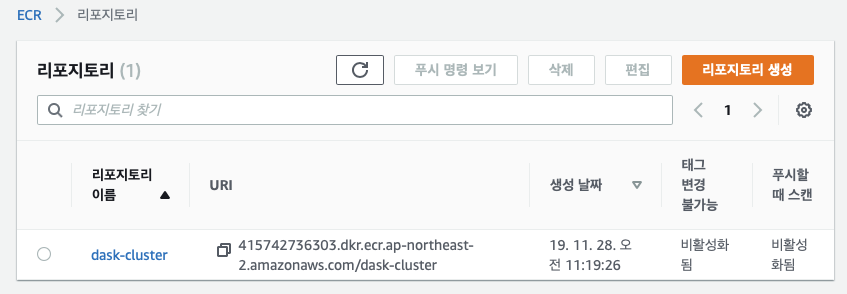 ECR > 리포지토리
리포지토리 (1)
푸시 명령 보기
삭제
편집
리포지토리 생성
리포지토리 찾기
1
리포지토리
이름
URI
생성 날짜
태그
변경
불가능
푸시할
때 스캔
dask-cluster
415742736303.dkr.ecr.ap-northeast-
2.amazonaws.com/dask-cluster
19. 11. 28. 오
전 11:19:26
비활성화
됨
비활성
화됨